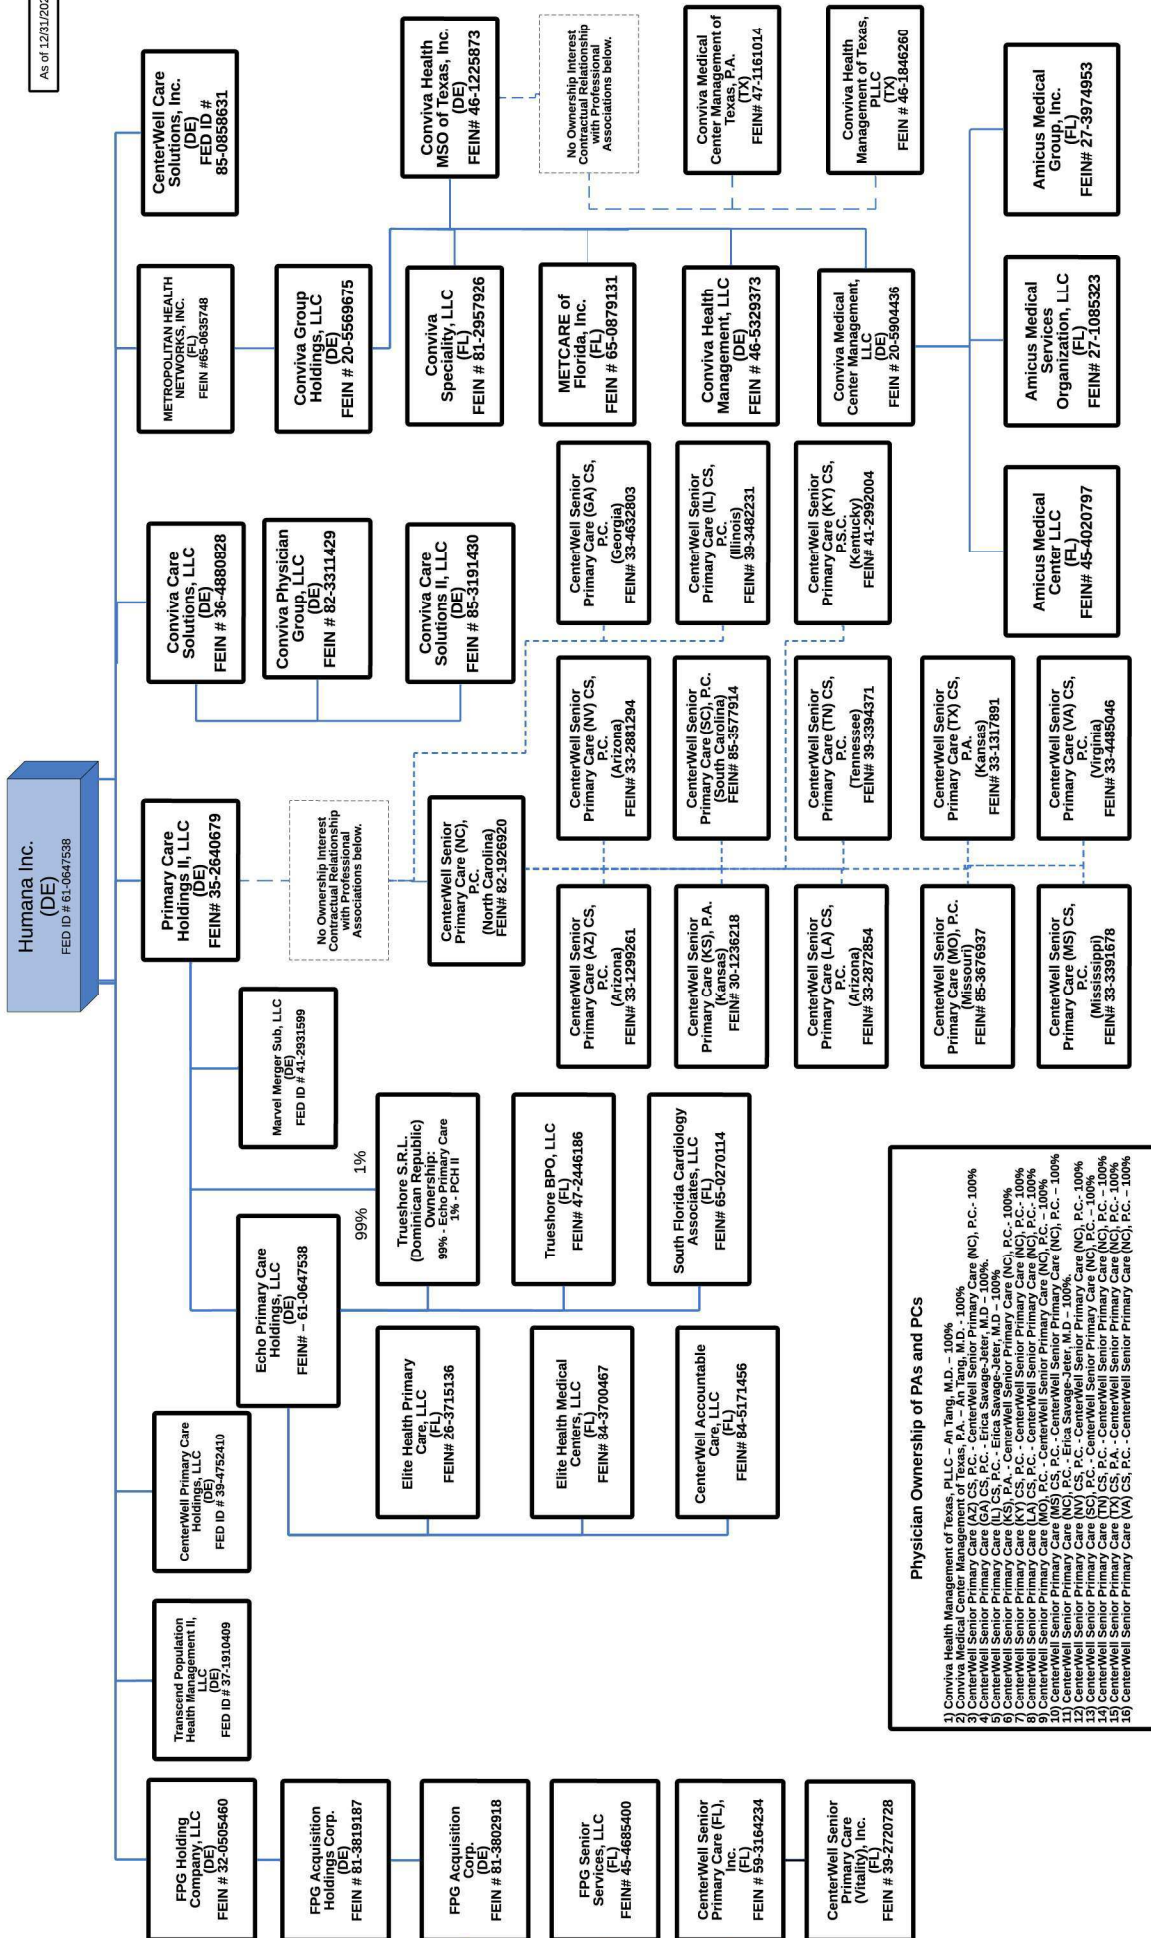 As of 12/31/202
Humana Inc.
(DE)
FED ID # 61-0647538
FPG Holding
Company, LLC
(DE)
FEIN # 32-0505460
FPG Acquisition
Holdings Corp.
(DE)
FEIN # 81-3819187
FPG Acquisition
Corp.
(DE)
FEIN # 81-3802918
FPG Senior
Services, LLC
(FL)
FEIN# 45-4685400
CenterWell Senior
Primary Care (FL),
Inc.
(FL)
FEIN # 59-3164234
CenterWell Senior
Primary Care
(Vitality), Inc.
(FL)
FEIN # 39-2720728
Transcend Population
Health Management II,
LLC
(DE)
FED ID # 37-1910409
CenterWell Primary Care
Holdings, LLC
(DE)
FED ID # 39-4752410
Echo Primary Care
Holdings, LLC
(DE)
FEIN# – 61-0647538
Elite Health Primary
Care, LLC
(FL)
FEIN# 26-3715136
Elite Health Medical
Centers, LLC
(FL)
FEIN# 84-3700467
CenterWell Accountable
Care, LLC
(FL)
FEIN# 84-5171456
99%
1%
Trueshore S.R.L.
(Dominican Republic)
Ownership:
99% - Echo Primary Care
1% - PCH II
Trueshore BPO, LLC
(FL)
FEIN# 47-2446186
South Florida Cardiology
Associates, LLC
(FL)
FEIN# 65-0270114
Marvel Merger Sub, LLC
(DE)
FED ID # 41-2931599
Primary Care
Holdings II, LLC
(DE)
FEIN# 35-2640679
No Ownership Interest
Contractual Relationship
with Professional
Associations below.
CenterWell Senior
Primary Care (NC),
P.C.
(North Carolina)
FEIN# 82-1926920
CenterWell Senior
Primary Care (AZ) CS,
P.C.
(Arizona)
FEIN# 33-1299261
CenterWell Senior
Primary Care (KS), P.A.
(Kansas)
FEIN# 30-1236218
CenterWell Senior
Primary Care (LA) CS,
P.C.
(Arizona)
FEIN# 33-2872854
CenterWell Senior
Primary Care (MO), P.C.
(Missouri)
FEIN# 85-3676937
CenterWell Senior
Primary Care (MS) CS,
P.C.
(Mississippi)
FEIN# 33-3391678
CenterWell Senior
Primary Care (NV) CS,
P.C.
(Arizona)
FEIN# 33-2881294
CenterWell Senior
Primary Care (SC), P.C.
(South Carolina)
FEIN# 85-3577914
CenterWell Senior
Primary Care (TN) CS,
P.C.
(Tennessee)
FEIN# 39-3394371
CenterWell Senior
Primary Care (TX) CS,
P.A.
(Kansas)
FEIN# 33-1317891
CenterWell Senior
Primary Care (VA) CS,
P.C.
(Virginia)
FEIN# 33-4485046
CenterWell Senior
Primary Care (GA) CS,
P.C.
(Georgia)
FEIN# 33-4632803
CenterWell Senior
Primary Care (IL) CS,
P.C.
(Illinois)
FEIN# 39-3482231
CenterWell Senior
Primary Care (KY) CS,
P.S.C.
(Kentucky)
FEIN# 41-2992004
Conviva Care
Solutions, LLC
(DE)
FEIN # 36-4880828
Conviva Physician
Group, LLC
(DE)
FEIN # 82-3311429
Conviva Care
Solutions II, LLC
(DE)
FEIN # 85-3191430
METROPOLITAN HEALTH
NETWORKS, INC.
(FL)
FEIN #65-0635748
Conviva Group
Holdings, LLC
(DE)
FEIN # 20-5569675
Conviva
Speciality, LLC
(FL)
FEIN # 81-2957926
METCARE of
Florida, Inc.
(FL)
FEIN # 65-0879131
Conviva Health
Management, LLC
(DE)
FEIN # 46-5329373
Conviva Medical
Center Management,
LLC
(DE)
FEIN # 20-5904436
Amicus Medical
Center LLC
(FL)
FEIN# 45-4020797
Amicus Medical
Services
Organization, LLC
(FL)
FEIN# 27-1085323
Amicus Medical
Group, Inc.
(FL)
FEIN# 27-3974953
CenterWell Care
Solutions, Inc.
(DE)
FED ID #
85-0858631
Conviva Health
MSO of Texas, Inc.
(DE)
FEIN# 46-1225873
No Ownership Interest
Contractual Relationship
with Professional
Associations below.
Conviva Medical
Center Management of
Texas, P.A.
(TX)
FEIN# 47-1161014
Conviva Health
Management of Texas,
PLLC
(TX)
FEIN # 46-1846260
Physician Ownership of PAs and PCs
1) Conviva Health Management of Texas, PLLC – An Tang, M.D. – 100%
2) Conviva Medical Center Management of Texas, P.A. – An Tang, M.D. - 100%
3) CenterWell Senior Primary Care (AZ) CS, P.C. - CenterWell Senior Primary Care (NC), P.C.- 100%
4) CenterWell Senior Primary Care (GA) CS, P.C. - Erica Savage-Jeter, M.D – 100%.
5) CenterWell Senior Primary Care (IL) CS, P.C. - Erica Savage-Jeter, M.D – 100%
6) CenterWell Senior Primary Care (KS), P.A. - CenterWell Senior Primary Care (NC), P.C.- 100%
7) CenterWell Senior Primary Care (KY) CS, P.C. - CenterWell Senior Primary Care (NC), P.C.- 100%
8) CenterWell Senior Primary Care (LA) CS, P.C. - CenterWell Senior Primary Care (NC), P.C.- 100%
9) CenterWell Senior Primary Care (MO), P.C. - CenterWell Senior Primary Care (NC), P.C. – 100%
10) CenterWell Senior Primary Care (MS) CS, P.C. - CenterWell Senior Primary Care (NC), P.C. – 100%
11) CenterWell Senior Primary Care (NC), P.C. - Erica Savage-Jeter, M.D – 100%.
12) CenterWell Senior Primary Care (NV) CS, P.C. - CenterWell Senior Primary Care (NC), P.C.- 100%
13) CenterWell Senior Primary Care (SC), P.C. - CenterWell Senior Primary Care (NC), P.C. – 100%
14) CenterWell Senior Primary Care (TN) CS, P.C. - CenterWell Senior Primary Care (NC), P.C. – 100%
15) CenterWell Senior Primary Care (TX) CS, P.A. - CenterWell Senior Primary Care (NC), P.C. – 100%
16) CenterWell Senior Primary Care (VA) CS, P.C. - CenterWell Senior Primary Care (NC), P.C. – 100%